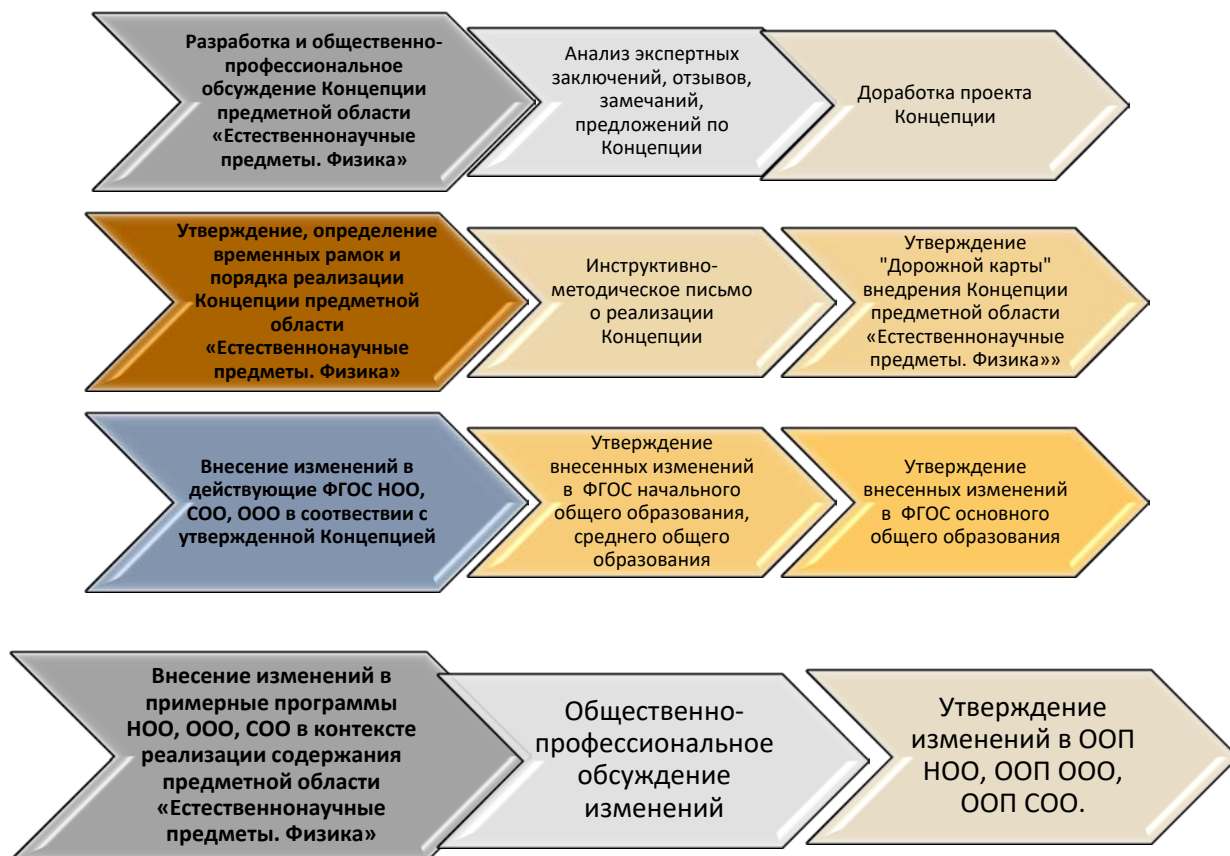 Разработка и общественно-
профессиональное
обсуждение Концепции
предметной области
«Естественнонаучные
предметы. Физика»
Анализ экспертных
заключений, отзывов,
замечаний,
предложений по
Концепции
Доработка проекта
Концепции
Утверждение, определение
временных рамок и
порядка реализации
Концепции предметной
области
«Естественнонаучные
предметы. Физика»
Инструктивно-
методическое письмо
о реализации
Концепции
Утверждение
"Дорожной карты"
внедрения Концепции
предметной области
«Естественнонаучные
предметы. Физика»»
Внесение изменений в
действующие ФГОС НОО,
СОО, ООО в соотвествии с
утвержденной Концепцией
Утверждение
внесенных изменений
в ФГОС начального
общего образования,
среднего общего
образования
Утверждение
внесенных изменений
в ФГОС основного
общего образования
Внесение изменений в
примерные программы
НОО, ООО, СОО в контексте
реализации содержания
предметной области
«Естественнонаучные
предметы. Физика»
Общественно-
профессиональное
обсуждение
изменений
Утверждение
изменений в ООП
НОО, ООП ООО,
ООП СОО.